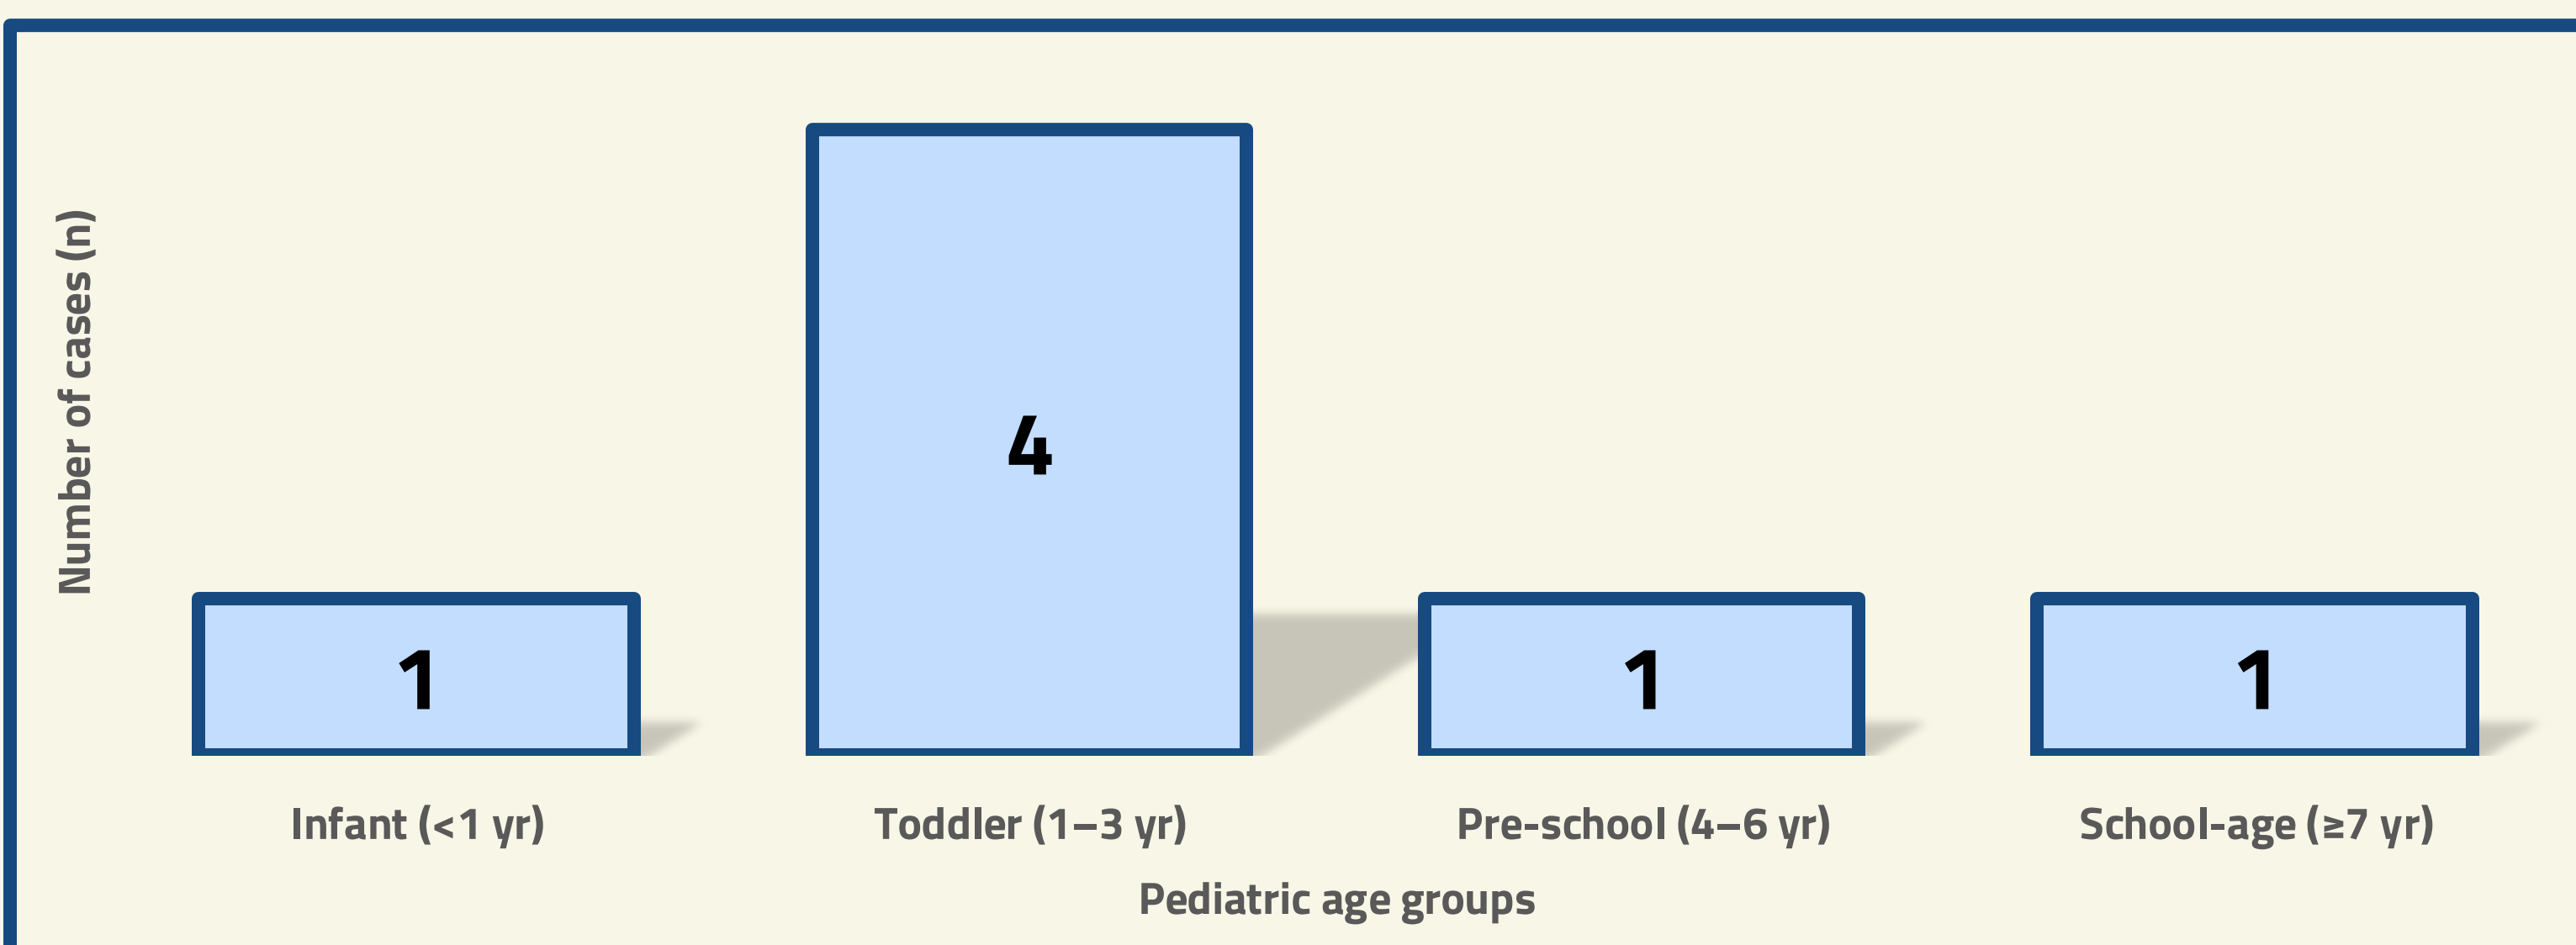 Number of cases (n)
4
1
1
1
Infant (<1 yr)
Toddler (1–3 yr)
Pre-school (4–6 yr)
School-age (≥7 yr)
Pediatric age groups